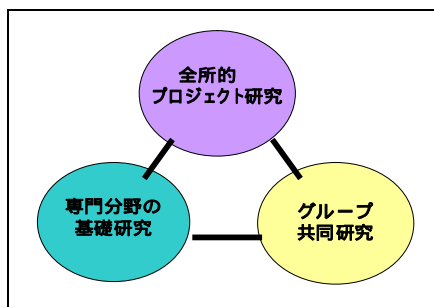 全所的
プロジェクト研究
専門分野の
基礎研究
グループ
共同研究